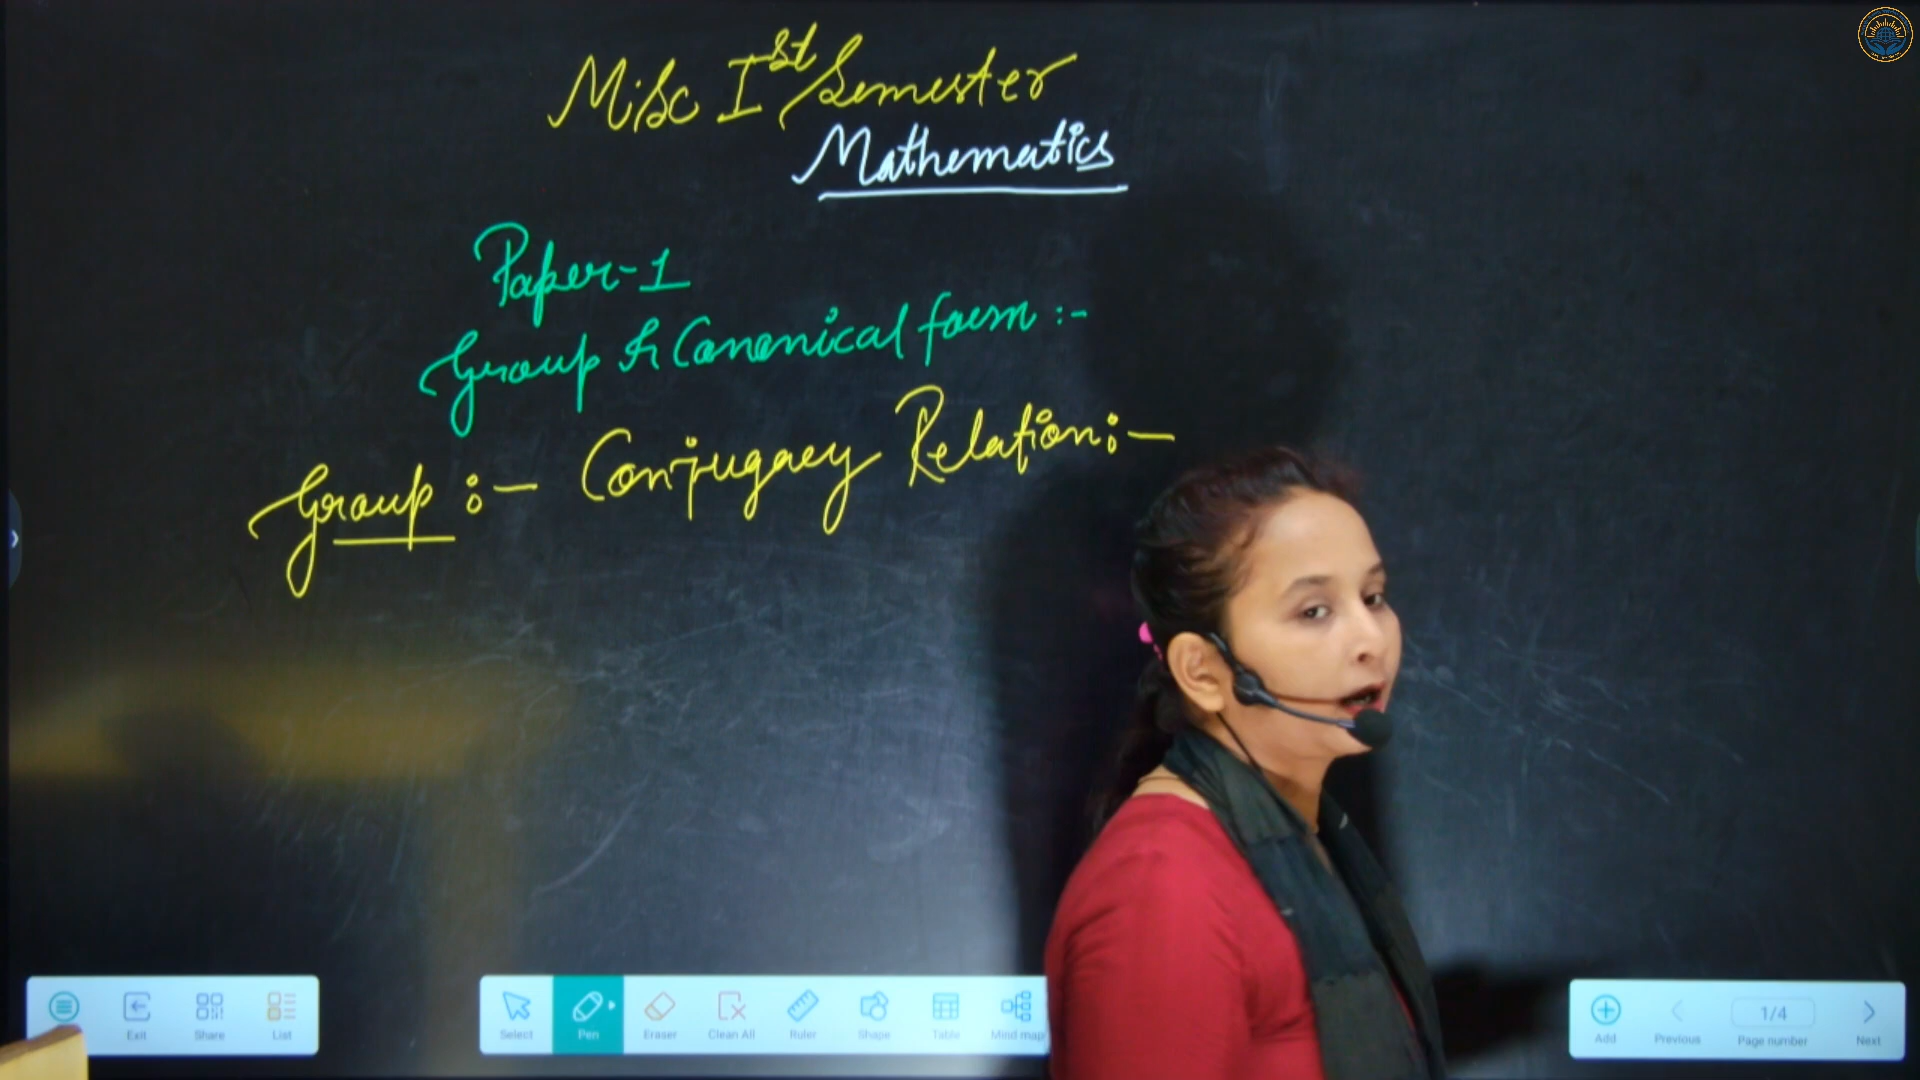 M.Sc Ist Semester
Mathematics
Paper-1
Group & Canonical form :-
Group :- Conjugacy Relation :-
Exit
Share
List
Select
Pen
Eraser
Clean All
Ruler
Shape
Table
Mind map
Add
Previous
1/4
Page number
Next